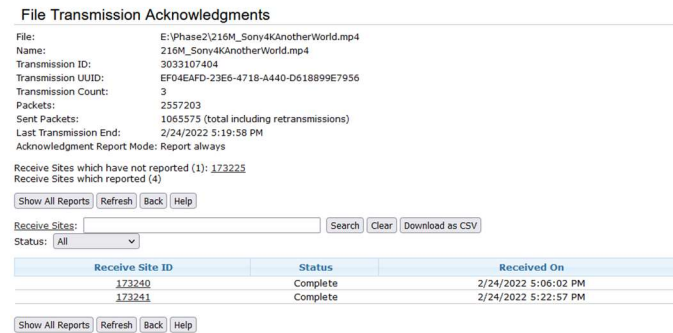 File Transmission Acknowledgments
File: E:\Phase2\216M_Sony4KAnotherWorld.mp4
Name: 216M_Sony4KAnotherWorld.mp4
Transmission ID: 3033107404
Transmission UUID: EF04EAFD-23E6-4718-A440-D618899E7956
Transmission Count: 3
Packets: 2557203
Sent Packets: 1065575 (total including retransmissions)
Last Transmission End: 2/24/2022 5:19:58 PM
Acknowledgment Report Mode: Report always
Receive Sites which have not reported (1): 173225
Receive Sites which reported (4)
Show All Reports Refresh Back Help
Receive Sites: Search Clear Download as CSV
Status: All
Receive Site ID Status Received On
173240 Complete 2/24/2022 5:06:02 PM
173241 Complete 2/24/2022 5:22:57 PM
Show All Reports Refresh Back Help